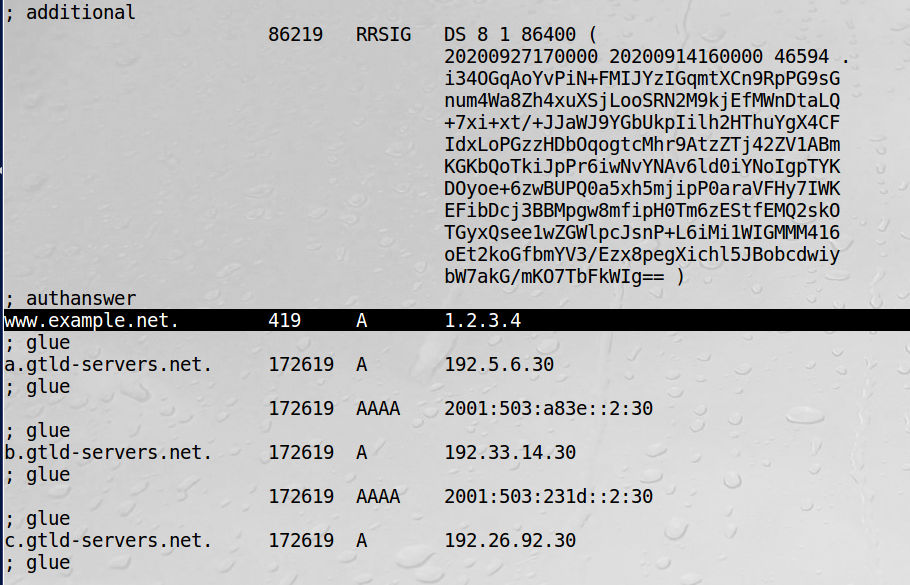 ; additional
86219 RRSIG DS 8 1 86400 (
20200927170000 20200914160000 46594 .
i34OGqAoYvPiN+FMIJYzIGqmtXCn9RpPG9sG
num4Wa8Zh4xuXSjLooSRN2M9kjEfMWnDtaLQ
+7xi+xt/+JJaWJ9YGbUkpIilh2HThuYgX4CF
IdxLoPGzzHDbOqogtcMhr9AtzZTj42ZV1ABm
KGKbQoTkiJpPr6iwNvYNAv6ld0iYNoIgpTYK
DOyoe+6zwBUPQ0a5xh5mjipP0araVFHy7IWK
EFibDcj3BBMpgw8mfipH0Tm6zEStfEMQ2skO
TGyxQsee1wZGWlpcJsnP+L6iMi1WIGMMM416
oEt2koGfbmYV3/Ezx8pegXichl5JBobcdwiy
bW7akG/mKO7TbFkWIg== )
; authanswer
www.example.net. 419 A 1.2.3.4
; glue
a.gtld-servers.net. 172619 A 192.5.6.30
; glue
172619 AAAA 2001:503:a83e::2:30
; glue
b.gtld-servers.net. 172619 A 192.33.14.30
; glue
172619 AAAA 2001:503:231d::2:30
; glue
c.gtld-servers.net. 172619 A 192.26.92.30
; glue